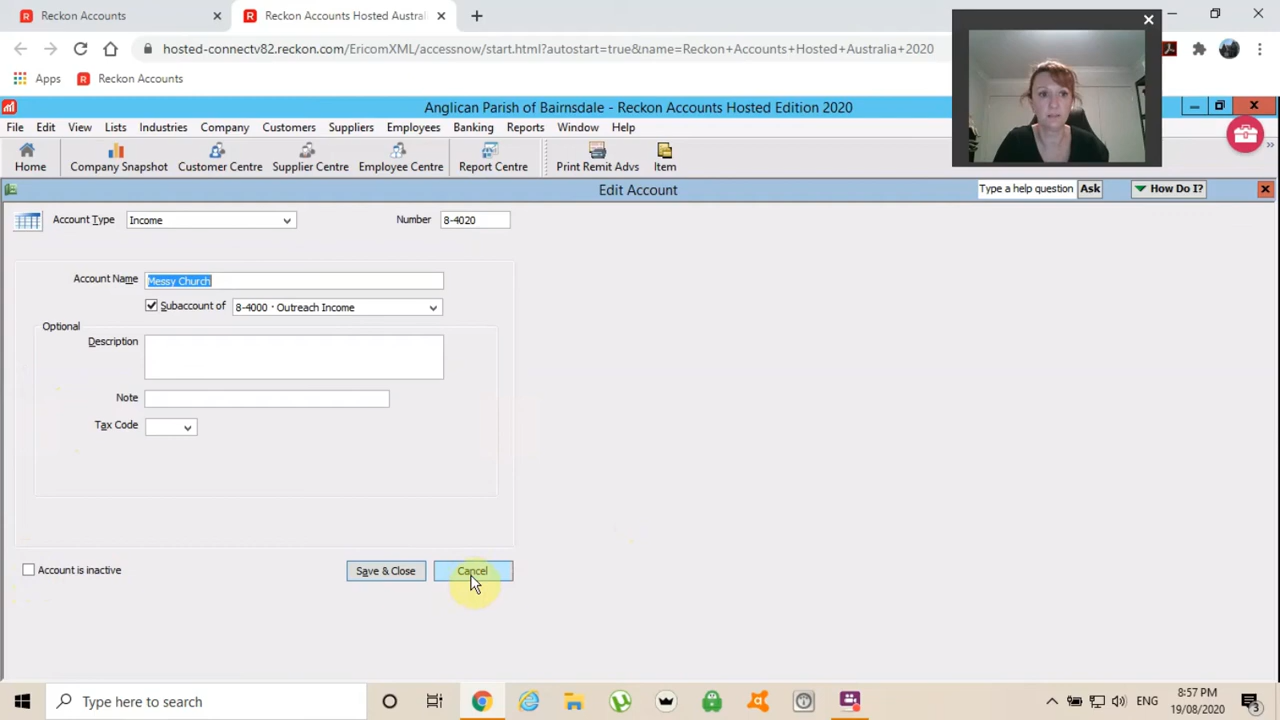 Reckon Accounts
Reckon Accounts Hosted Austral
hosted-connectv82.reckon.com/EricomXML/accessnow/start.html?autostart=true&name=Reckon+Accounts+Hosted+Australia+2020
Apps Reckon Accounts
Anglican Parish of Bairnsdale - Reckon Accounts Hosted Edition 2020
File Edit View Lists Industries Company Customers Suppliers Employees Banking Reports Window Help
Home Company Snapshot Customer Centre Supplier Centre Employee Centre Report Centre Print Remit Advs Item
Edit Account
Type a help question Ask How Do I?
Account Type Income Number 8-4020
Account Name Messy Church
Subaccount of 8-4000 · Outreach Income
Optional
Description
Note
Tax Code
Account is inactive Save & Close Cancel
Type here to search
ENG
8:57 PM
19/08/2020
3